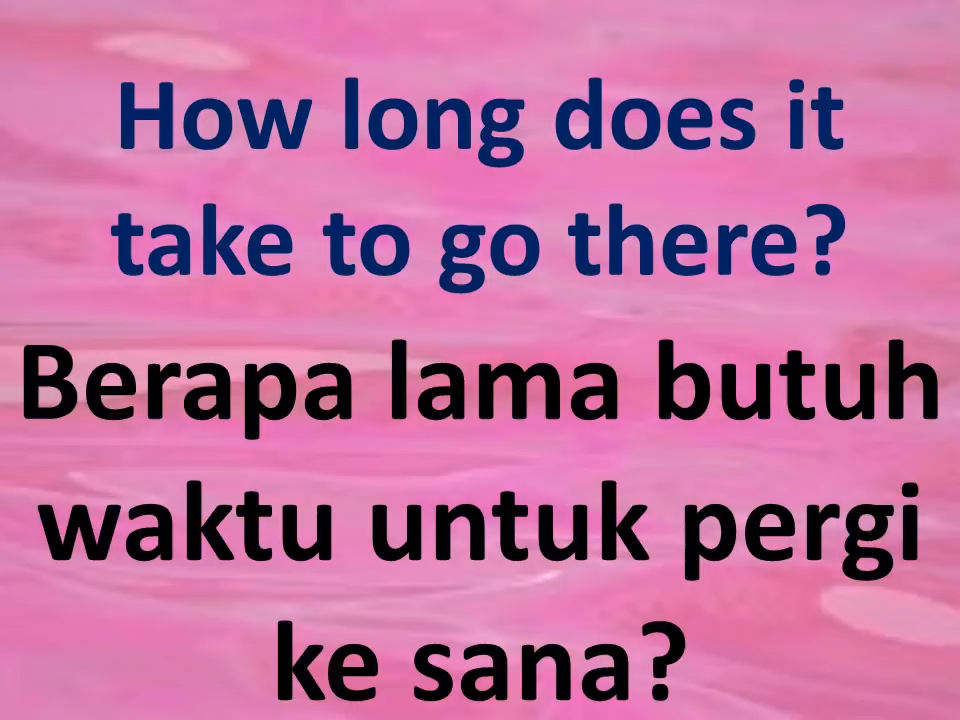 How long does it
take to go there?
Berapa lama butuh
waktu untuk pergi
ke sana?